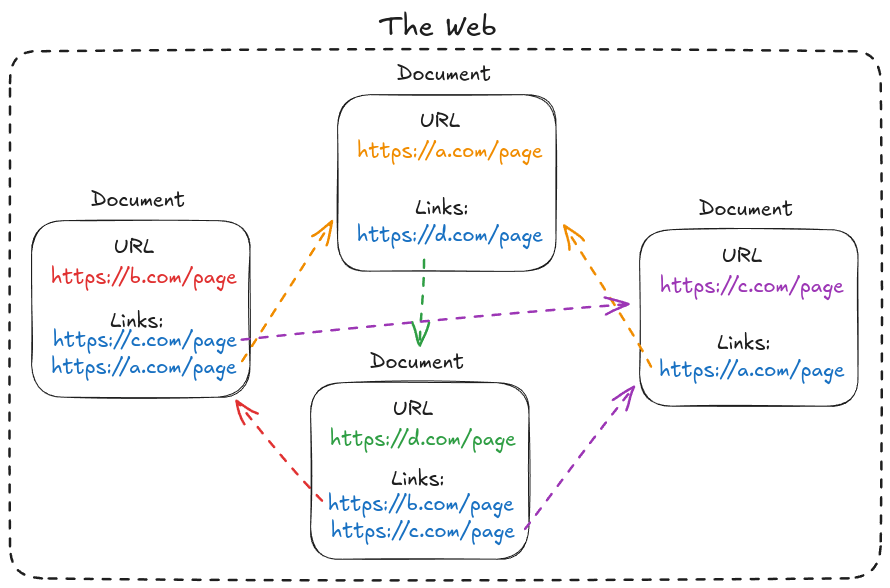 The Web
Document
URL
https://a.com/page
Links:
https://d.com/page
Document
URL
https://b.com/page
Links:
https://c.com/page
https://a.com/page
Document
URL
https://c.com/page
Links:
https://a.com/page
Document
URL
https://d.com/page
Links:
https://b.com/page
https://c.com/page